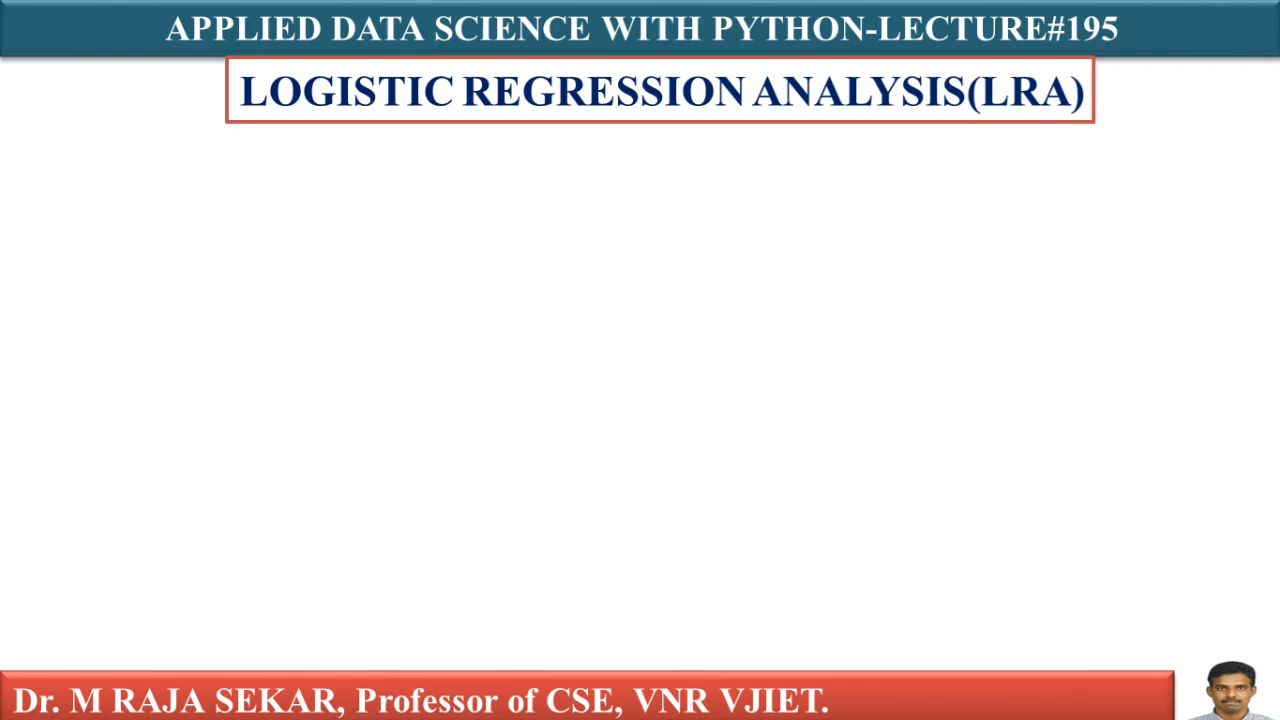 APPLIED DATA SCIENCE WITH PYTHON-LECTURE#195
LOGISTIC REGRESSION ANALYSIS(LRA)
Dr. M RAJA SEKAR, Professor of CSE, VNR VJIET.